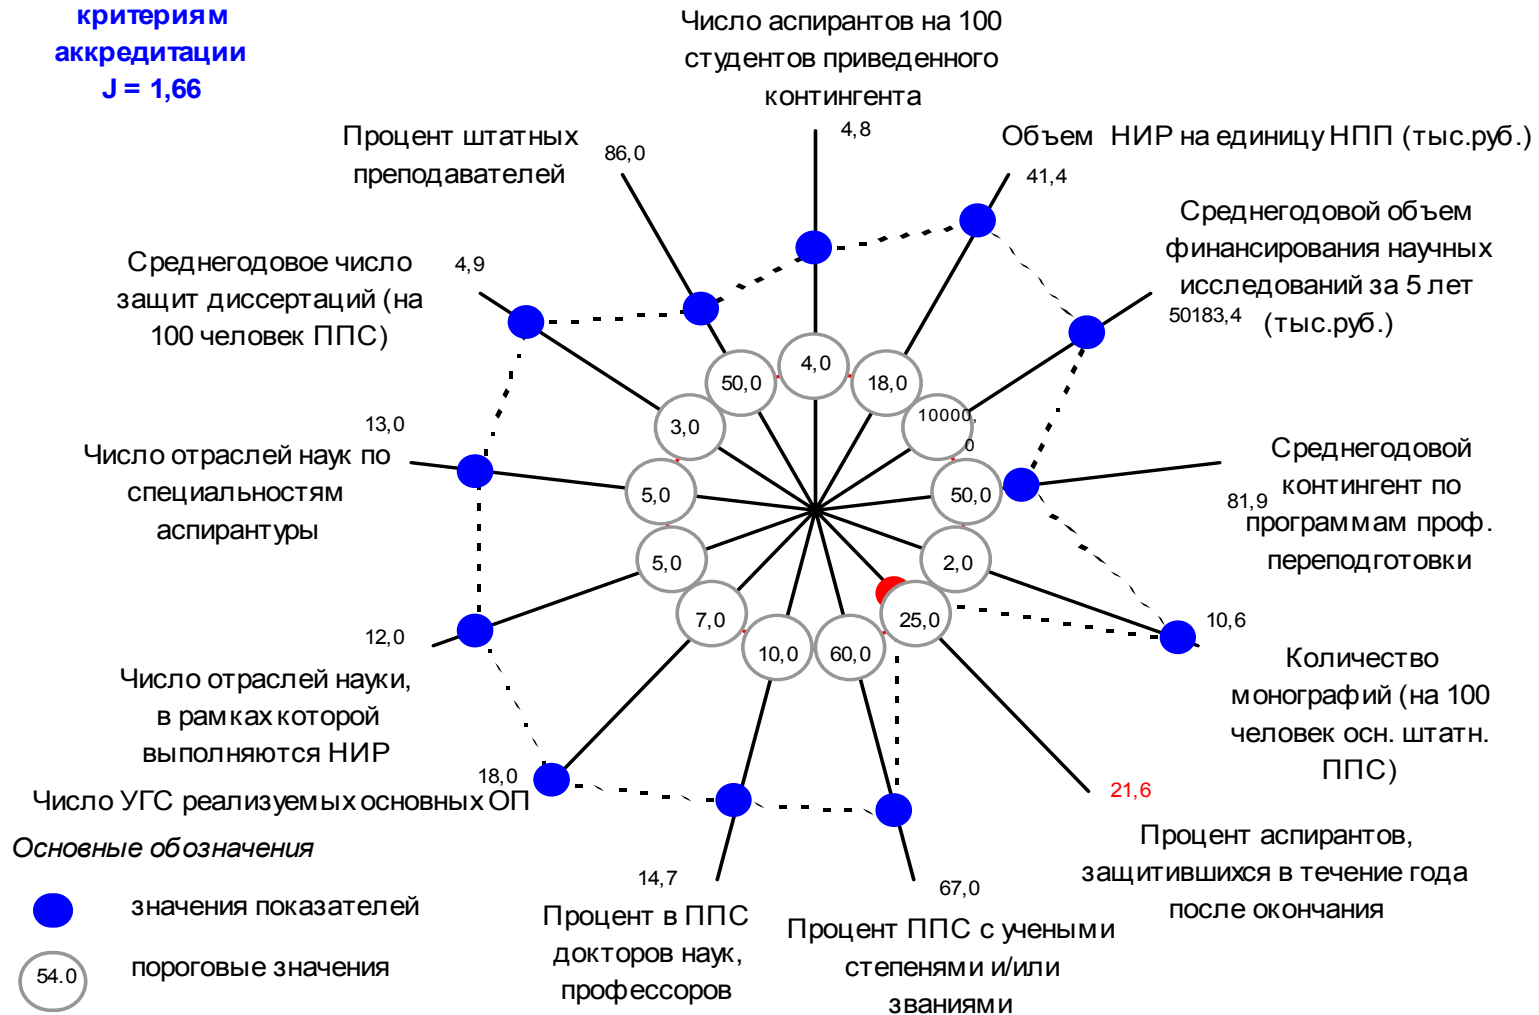 критериям
аккредитации
J = 1,66
Число аспирантов на 100
студентов приведенного
контингента
4,8
Объем НИР на единицу НПП (тыс.руб.)
41,4
Среднегодовой объем
финансирования научных
исследований за 5 лет
(тыс.руб.)
50183,4
Среднегодовой
контингент по
программам проф.
переподготовки
81,9
10,6
Количество
монографий (на 100
человек осн. штатн.
ППС)
21,6
Процент аспирантов,
защитившихся в течение года
после окончания
67,0
Процент ППС с учеными
степенями и/или
званиями
14,7
Процент в ППС
докторов наук,
профессоров
18,0
Число УГС реализуемых основных ОП
12,0
Число отраслей науки,
в рамках которой
выполняются НИР
13,0
Число отраслей наук по
специальностям
аспирантуры
4,9
Среднегодовое число
защит диссертаций (на
100 человек ППС)
86,0
Процент штатных
преподавателей
4,0
18,0
10000,
0
50,0
2,0
25,0
60,0
10,0
7,0
5,0
5,0
3,0
50,0
Основные обозначения
значения показателей
54.0
пороговые значения